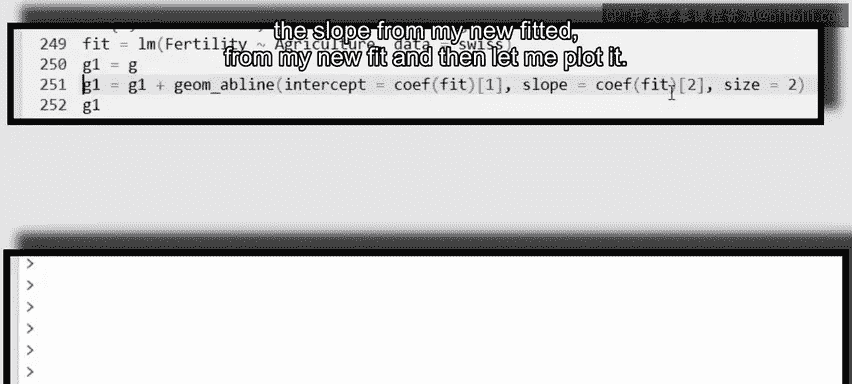 the slope from my new fitted,
249 fit = lm(Fertility ~ Agriculture, data = swiss)
from my new fit and then let me plot it.
250 g1 = g
251 g1 = g1 + geom_abline(intercept = coef(fit)[1], slope = coef(fit)[2], size = 2)
252 g1
>
>
>
>
>
>